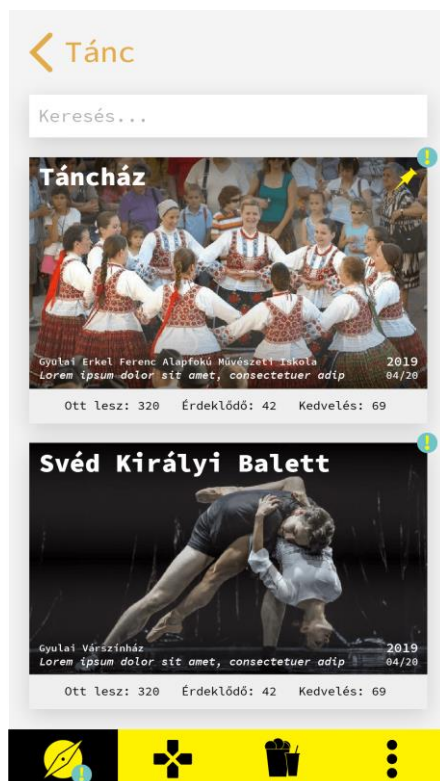 Tánc
Keresés...
Táncház
Gyulai Erkel Ferenc Alapfokú Művészeti Iskola
2019
Lorem ipsum dolor sit amet, consectetuer adip
04/20
Ott lesz: 320 Érdeklődő: 42 Kedvelés: 69
Svéd Királyi Balett
Gyulai Várszínház
2019
Lorem ipsum dolor sit amet, consectetuer adip
04/20
Ott lesz: 320 Érdeklődő: 42 Kedvelés: 69